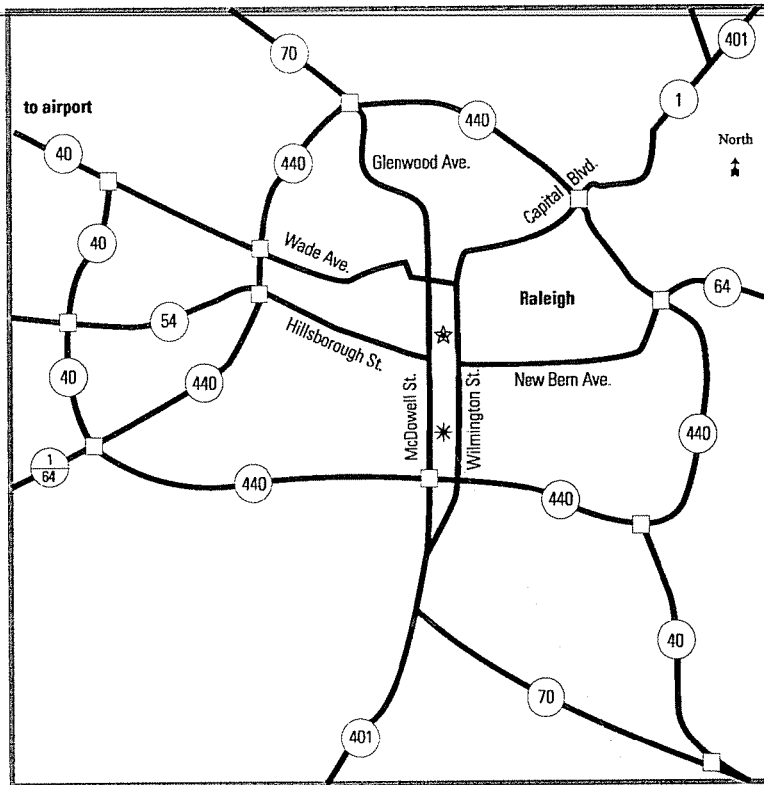 401
70
1
to airport
440
North
40
440
Glenwood Ave.
Capital Blvd.
40
Wade Ave.
64
Raleigh
54
Hillsborough St.
New Bern Ave.
40
440
McDowell St.
Wilmington St.
440
1
64
440
440
40
70
401